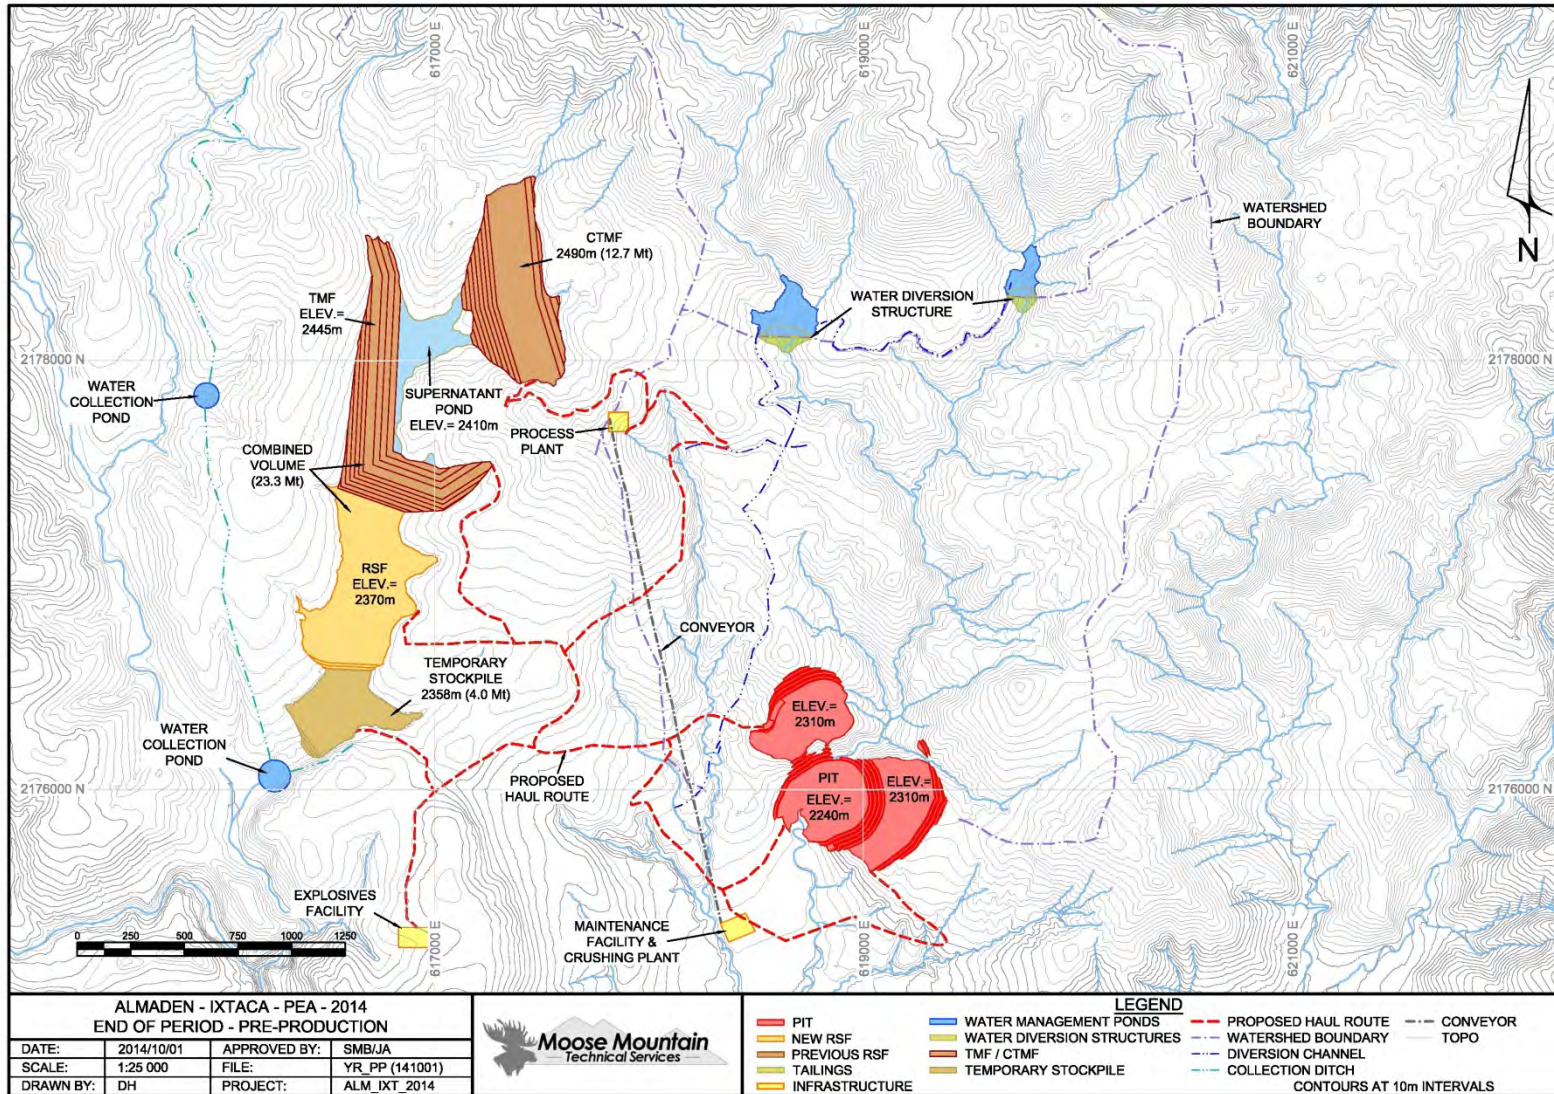 617000 E
619000 E
621000 E
WATERSHED
BOUNDARY
N
CTMF
2490m (12.7 Mt)
TMF
ELEV.=
2445m
WATER DIVERSION
STRUCTURE
2178000 N
2178000 N
WATER
COLLECTION
POND
SUPERNATANT
POND
ELEV.= 2410m
PROCESS
PLANT
COMBINED
VOLUME
(23.3 Mt)
RSF
ELEV.=
2370m
CONVEYOR
TEMPORARY
STOCKPILE
2358m (4.0 Mt)
ELEV.=
2310m
WATER
COLLECTION
POND
PROPOSED
HAUL ROUTE
PIT
ELEV.=
2240m
ELEV.=
2310m
2176000 N
2176000 N
EXPLOSIVES
FACILITY
MAINTENANCE
FACILITY &
CRUSHING PLANT
0 250 500 750 1000 1250
617000 E
619000 E
621000 E
ALMADEN - IXTACA - PEA - 2014
END OF PERIOD - PRE-PRODUCTION
DATE: 2014/10/01 APPROVED BY: SMB/JA
SCALE: 1:25 000 FILE: YR_PP (141001)
DRAWN BY: DH PROJECT: ALM_IXT_2014
Moose Mountain
Technical Services
LEGEND
PIT
NEW RSF
PREVIOUS RSF
TAILINGS
INFRASTRUCTURE
WATER MANAGEMENT PONDS
WATER DIVERSION STRUCTURES
TMF / CTMF
TEMPORARY STOCKPILE
PROPOSED HAUL ROUTE
WATERSHED BOUNDARY
DIVERSION CHANNEL
COLLECTION DITCH
CONVEYOR
TOPO
CONTOURS AT 10m INTERVALS